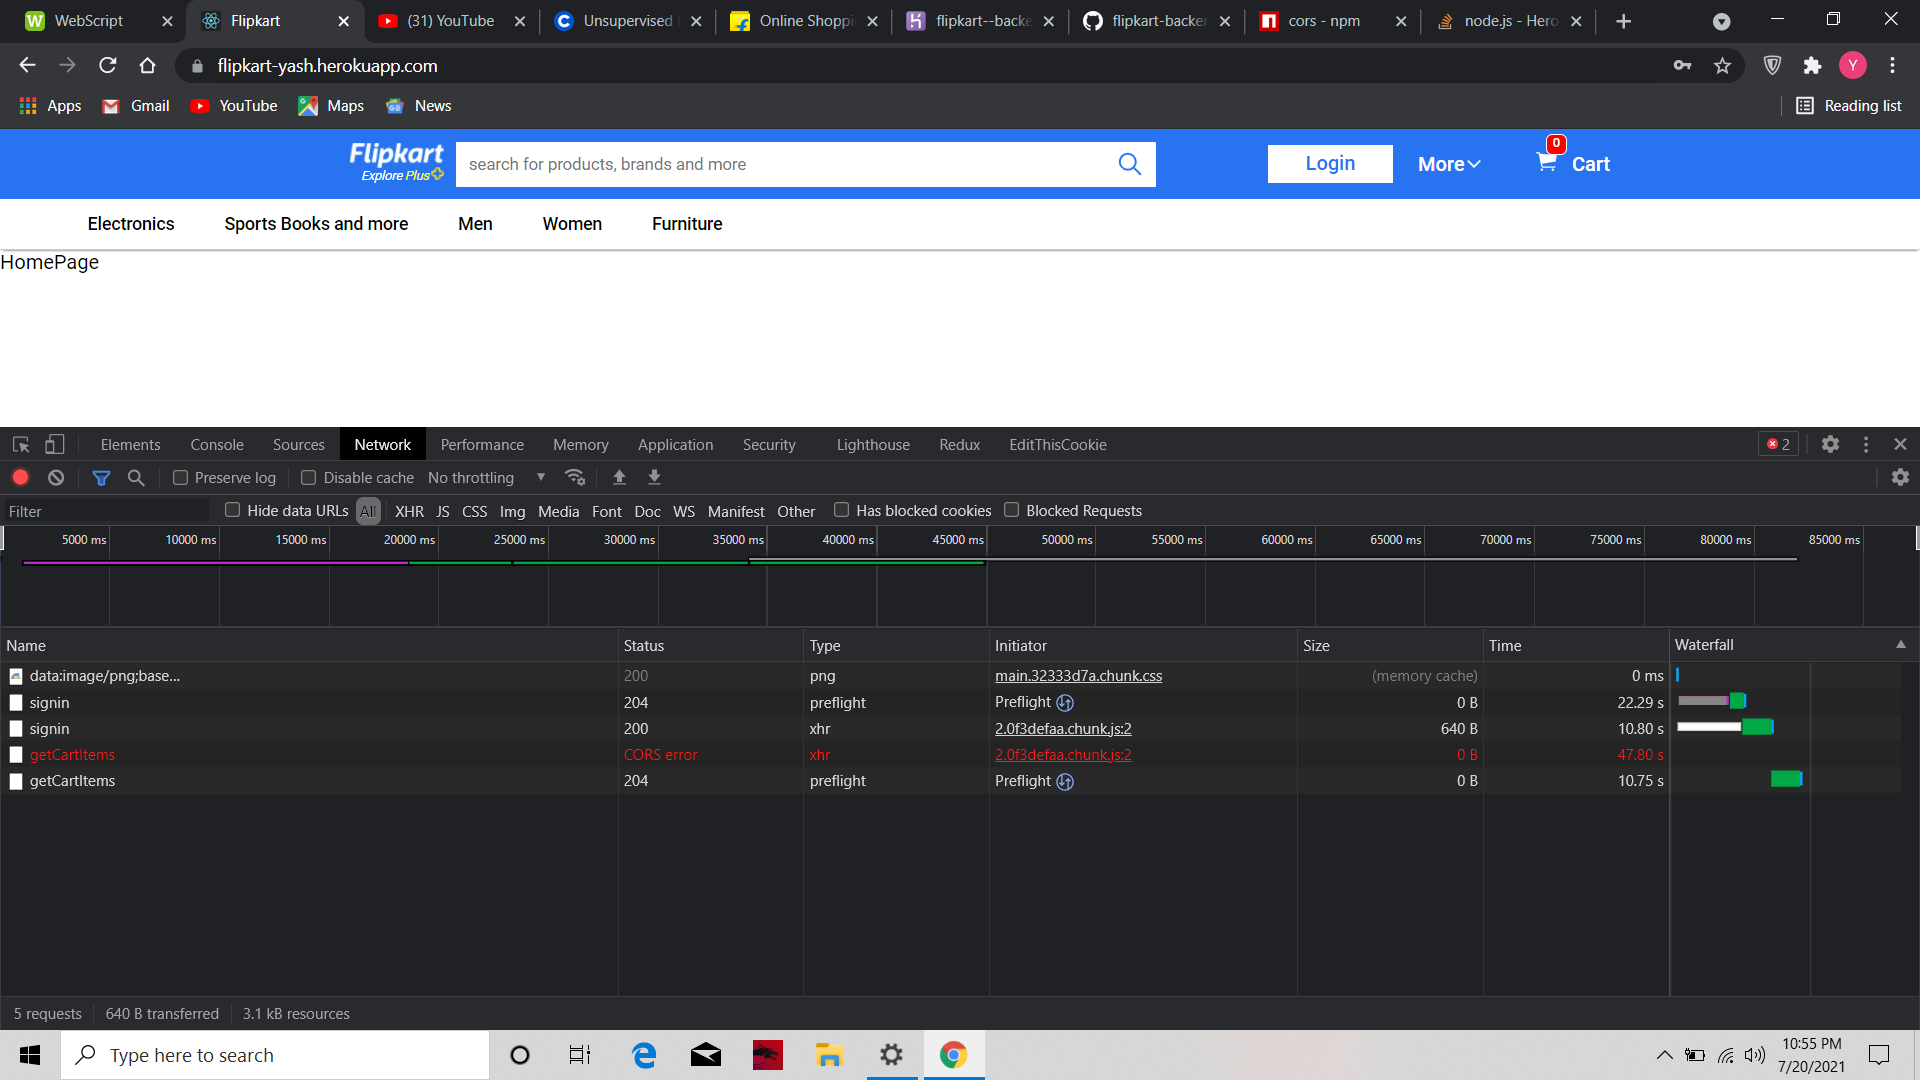 WebScript
Flipkart
(31) YouTube
Unsupervised
Online Shoppi
flipkart--backe
flipkart-backe
cors - npm
node.js - Hero
flipkart-yash.herokuapp.com
Y
Apps
Gmail
YouTube
Maps
News
Reading list
Flipkart
Explore Plus
search for products, brands and more
Login
More
0
Cart
Electronics
Sports Books and more
Men
Women
Furniture
HomePage
Elements
Console
Sources
Network
Performance
Memory
Application
Security
Lighthouse
Redux
EditThisCookie
2
Preserve log
Disable cache
No throttling
Filter
Hide data URLs
All
XHR
JS
CSS
Img
Media
Font
Doc
WS
Manifest
Other
Has blocked cookies
Blocked Requests
5000 ms
10000 ms
15000 ms
20000 ms
25000 ms
30000 ms
35000 ms
40000 ms
45000 ms
50000 ms
55000 ms
60000 ms
65000 ms
70000 ms
75000 ms
80000 ms
85000 ms
Name Status Type Initiator Size Time Waterfall
data:image/png;base... 200 png main.32333d7a.chunk.css (memory cache) 0 ms
signin 204 preflight Preflight 0 B 22.29 s
signin 200 xhr 2.0f3defaa.chunk.js:2 640 B 10.80 s
getCartItems CORS error xhr 2.0f3defaa.chunk.js:2 0 B 47.80 s
getCartItems 204 preflight Preflight 0 B 10.75 s
5 requests
640 B transferred
3.1 kB resources
Type here to search
10:55 PM
7/20/2021